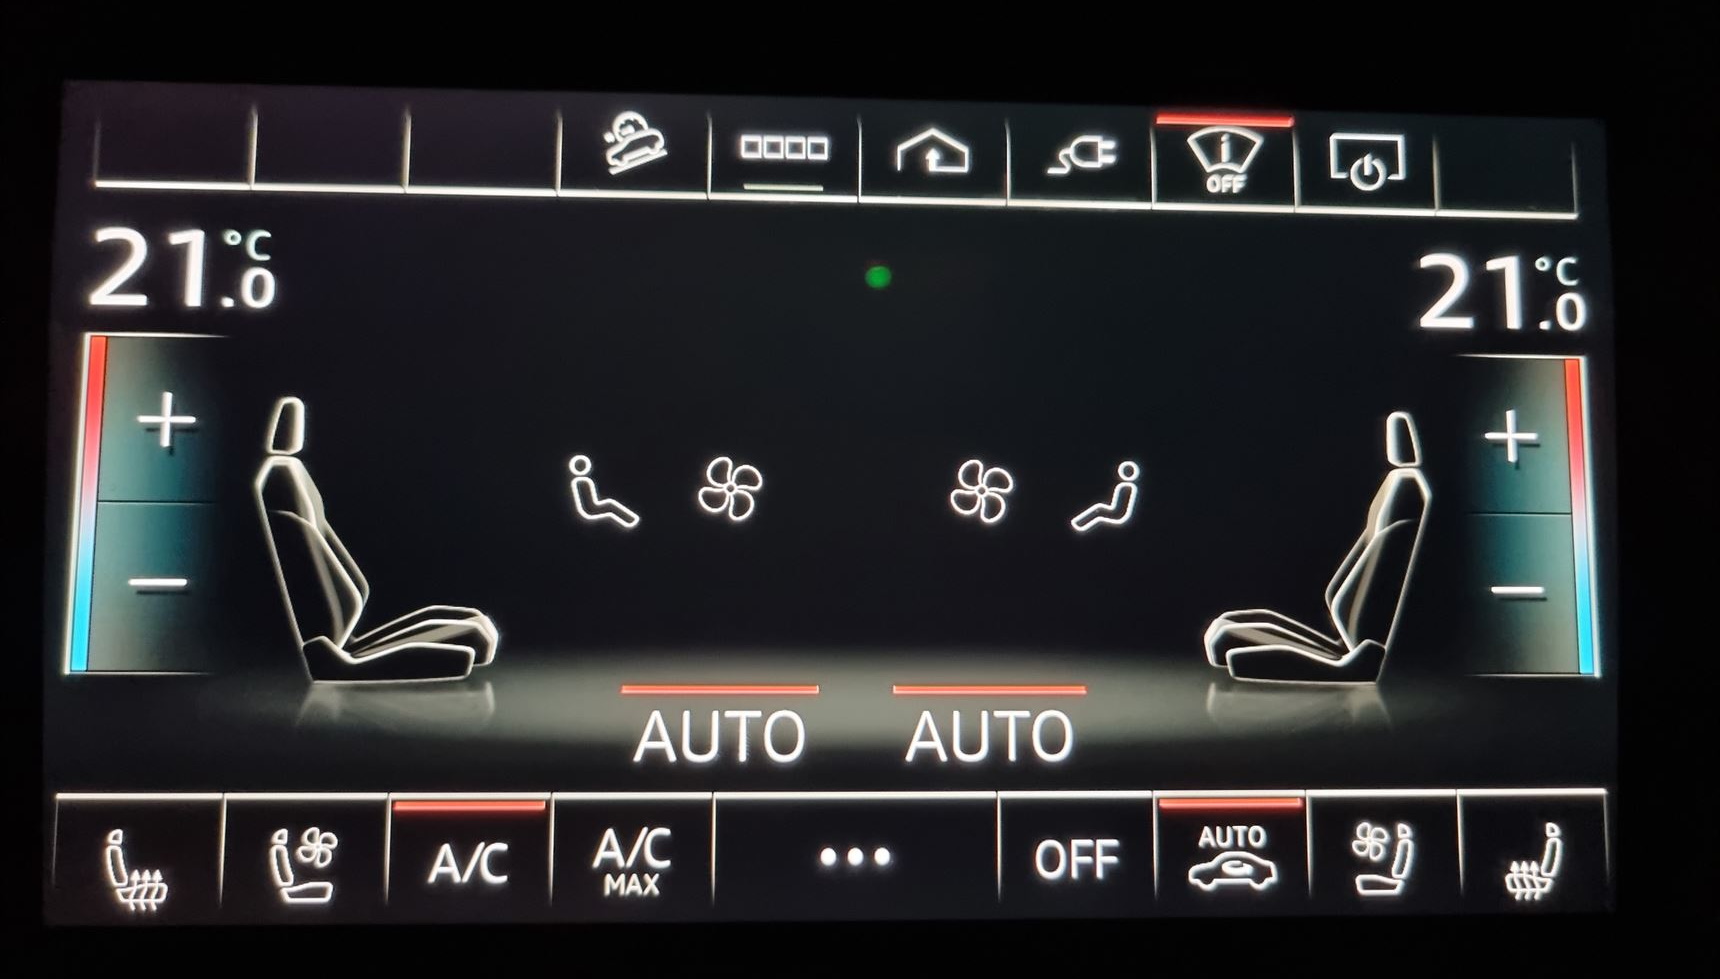 i
OFF
21.0 °C
21.0 °C
+
+
−
−
AUTO AUTO
A/C
A/C
MAX
•••
OFF
AUTO